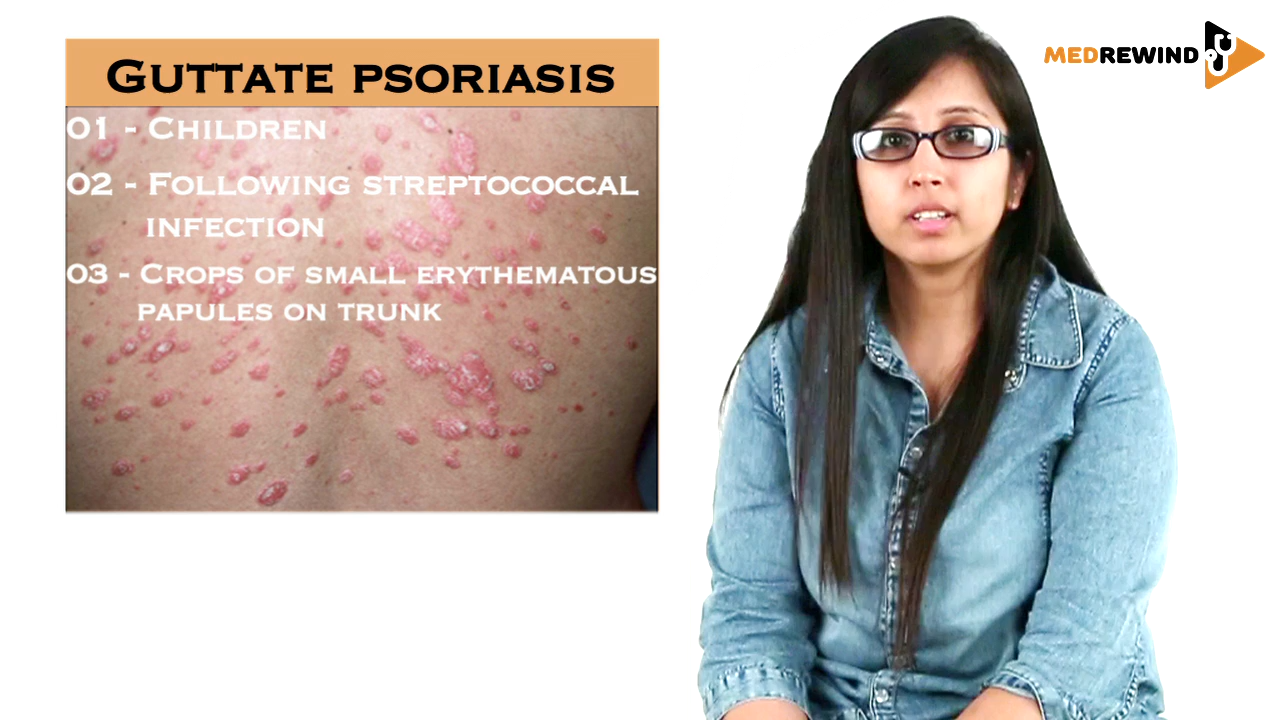 Guttate psoriasis
01 - Children
02 - Following streptococcal
infection
03 - Crops of small erythematous
papules on trunk
MEDREWIND